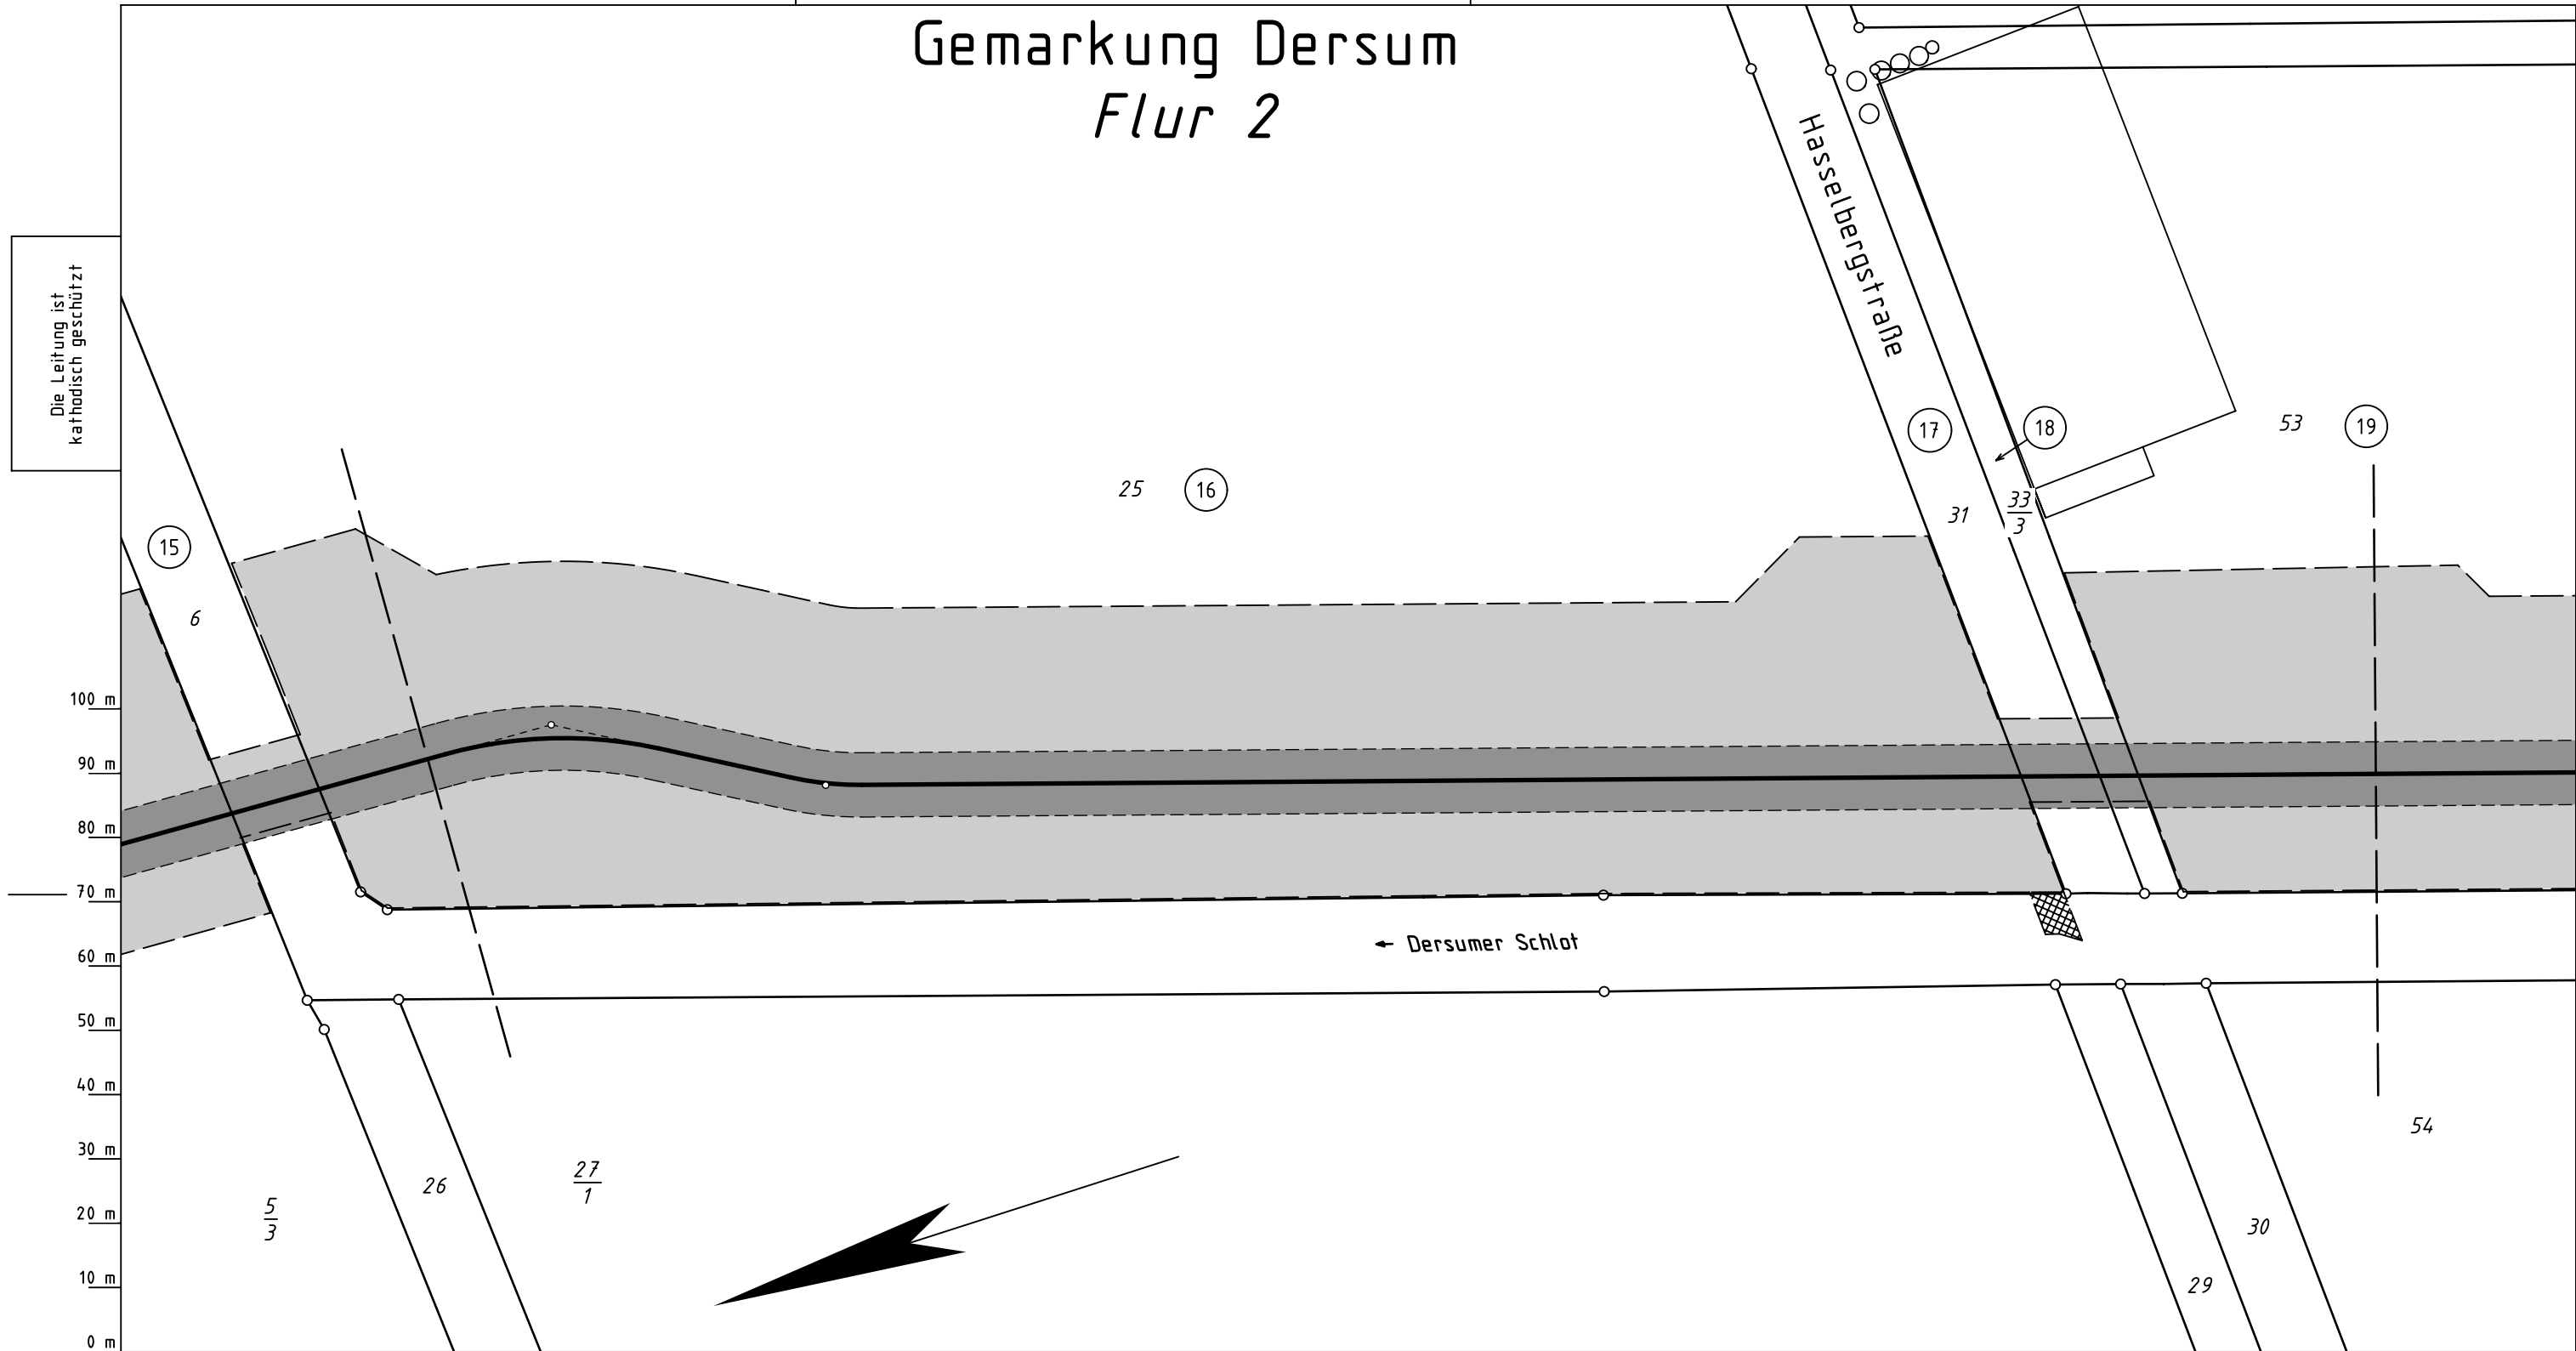 Gemarkung Dersum
Flur 2
Die Leitung ist
kathodisch geschützt
Hasselbergstraße
17
18
53
19
25
16
31
33
3
15
6
100 m
90 m
80 m
70 m
60 m
50 m
40 m
30 m
20 m
10 m
0 m
← Dersumer Schlot
54
27
1
26
5
3
30
29